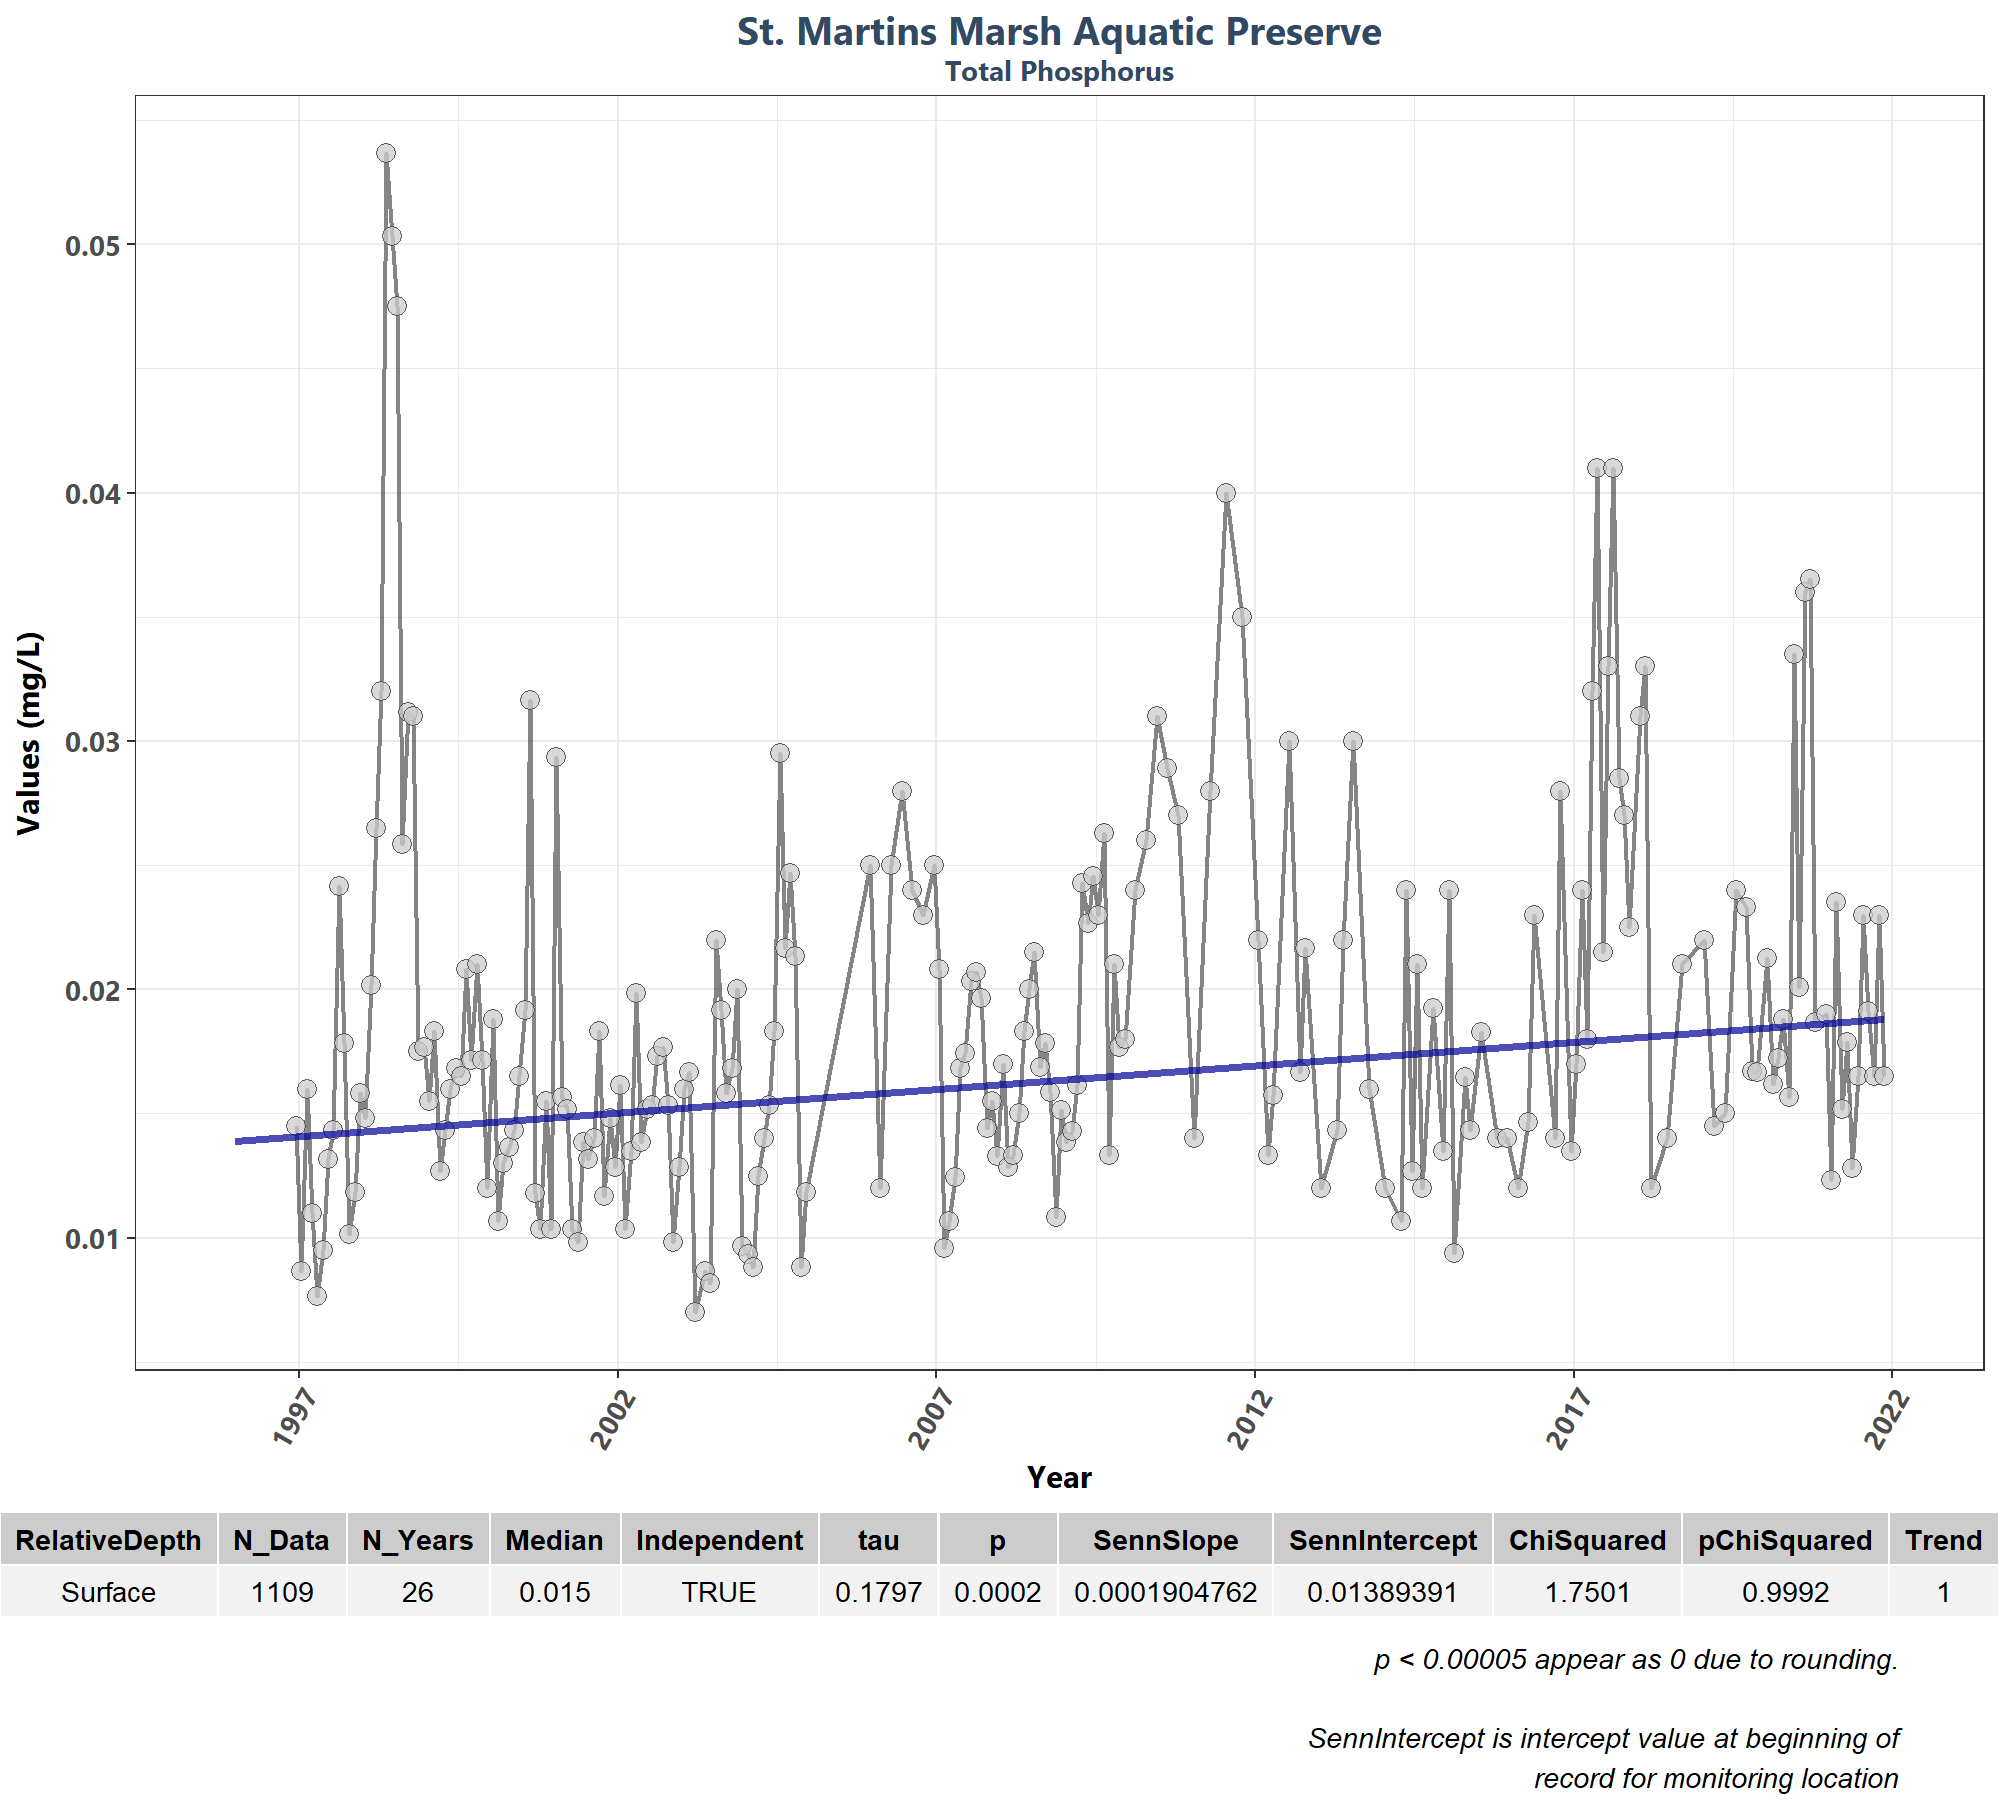 St. Martins Marsh Aquatic Preserve
Total Phosphorus
0.05
0.04
0.03
0.02
0.01
Values (mg/L)
1997 2002 2007 2012 2017 2022
Year
RelativeDepth N_Data N_Years Median Independent tau p SennSlope SennIntercept ChiSquared pChiSquared Trend
Surface 1109 26 0.015 TRUE 0.1797 0.0002 0.0001904762 0.01389391 1.7501 0.9992 1
p < 0.00005 appear as 0 due to rounding.
SennIntercept is intercept value at beginning of
record for monitoring location